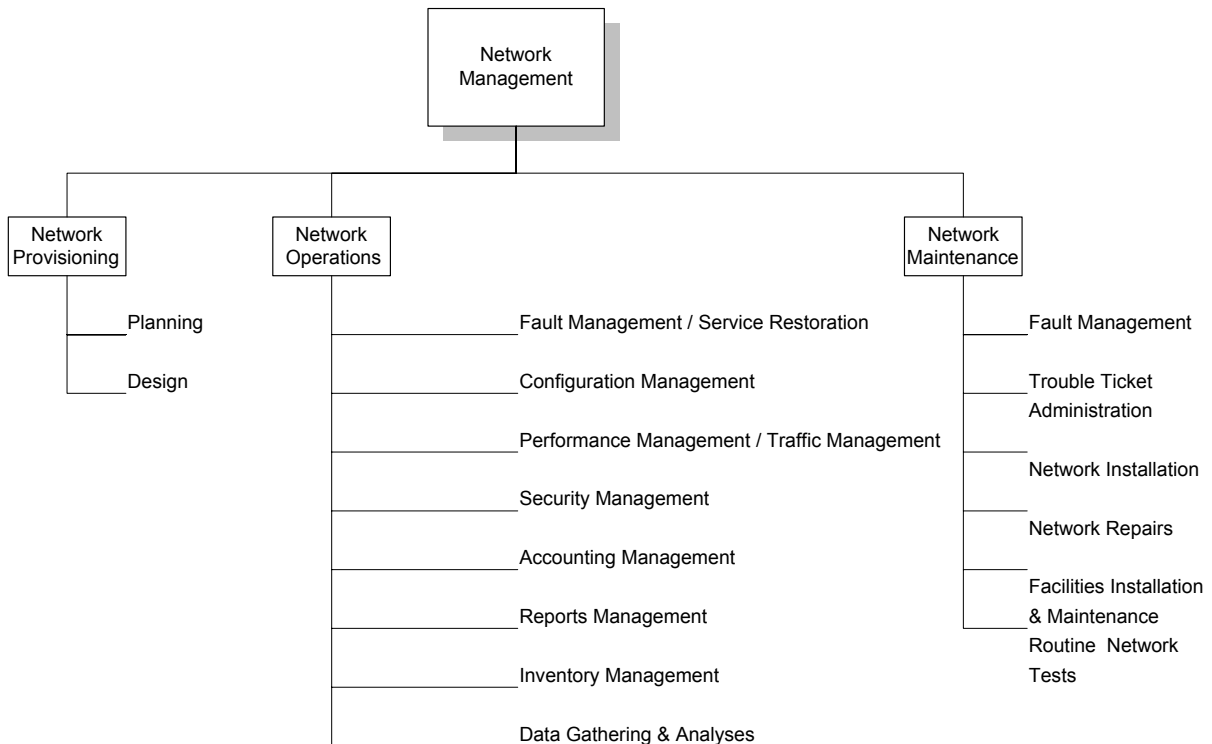 Network
Management
Network
Provisioning
Planning
Design
Network
Operations
Fault Management / Service Restoration
Configuration Management
Performance Management / Traffic Management
Security Management
Accounting Management
Reports Management
Inventory Management
Data Gathering & Analyses
Network
Maintenance
Fault Management
Trouble Ticket
Administration
Network Installation
Network Repairs
Facilities Installation
& Maintenance
Routine Network
Tests